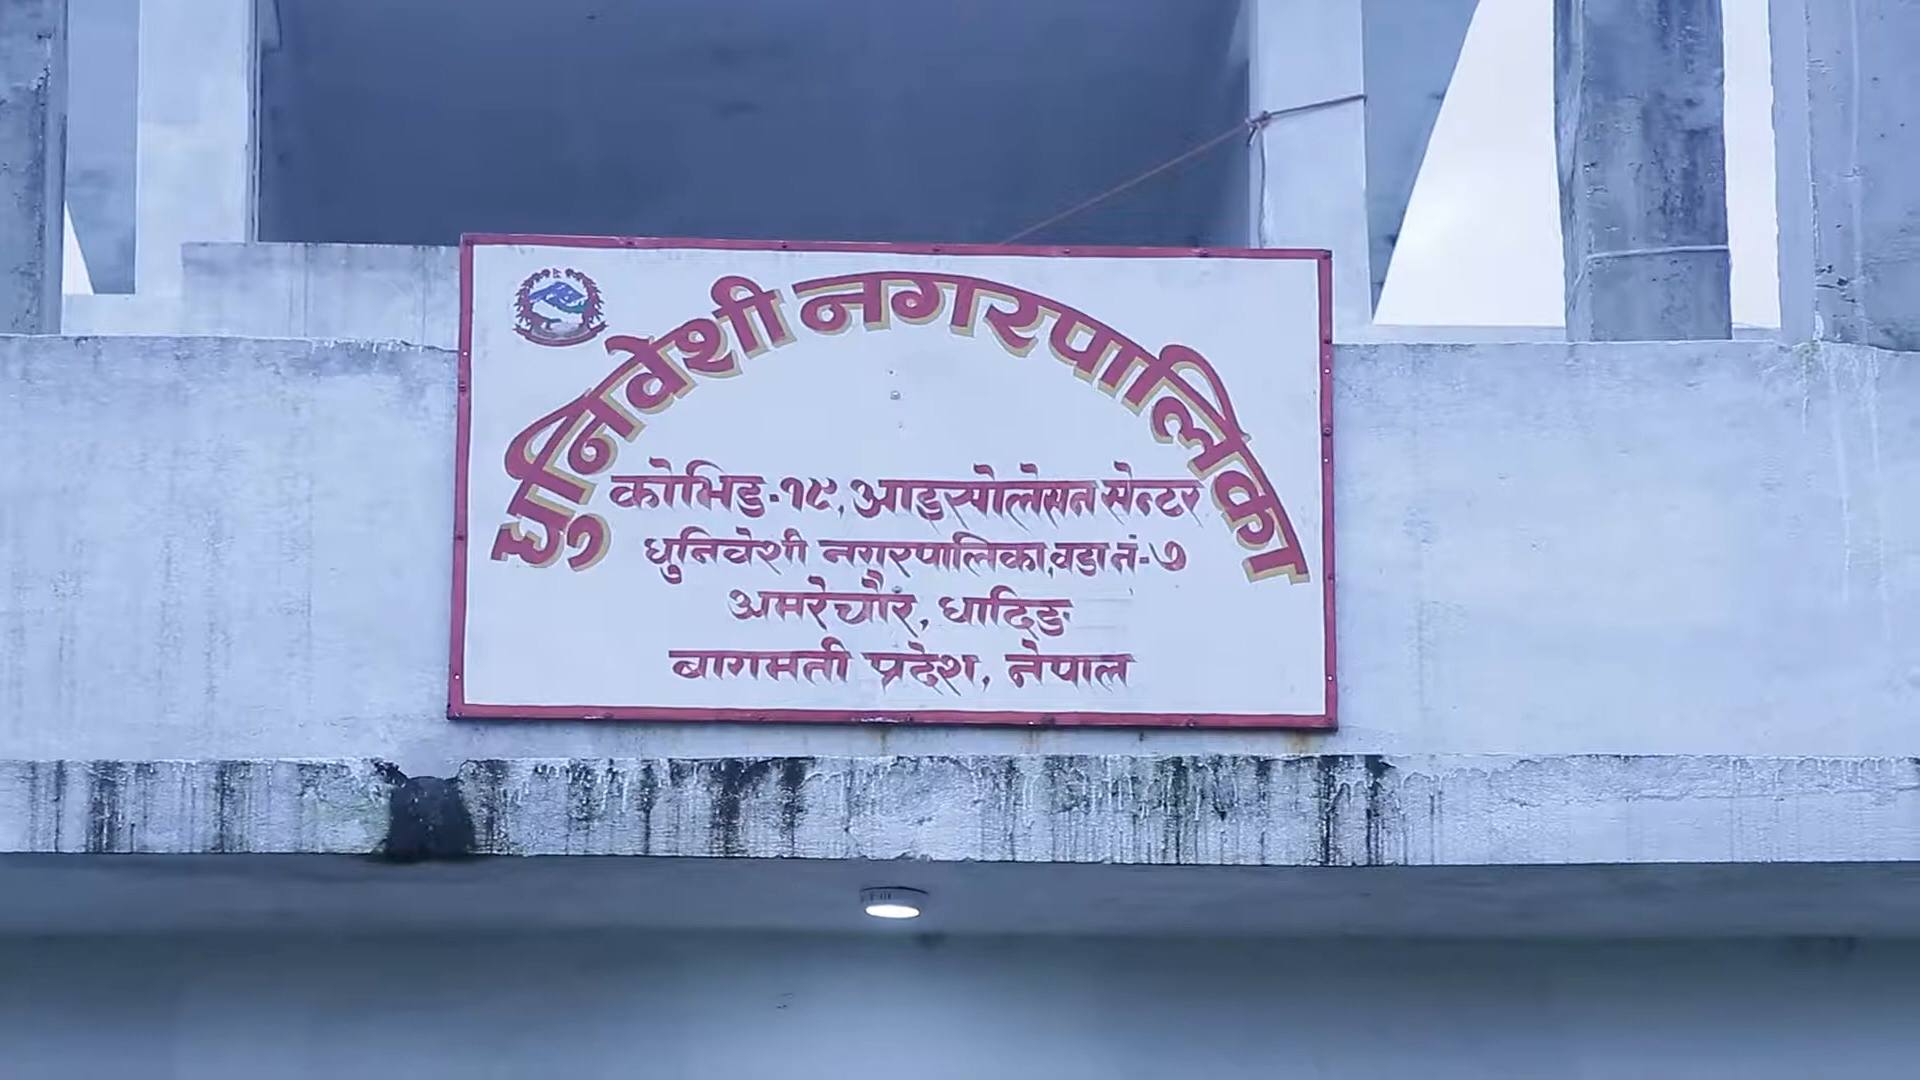 धुनिवेशी नगरपालिका
कोभिड-१९, आइसोलेसन सेन्टर
धुनिवेशी नगरपालिका, वडा नं-७
अमरेचौर, धादिङ
बागमती प्रदेश, नेपाल